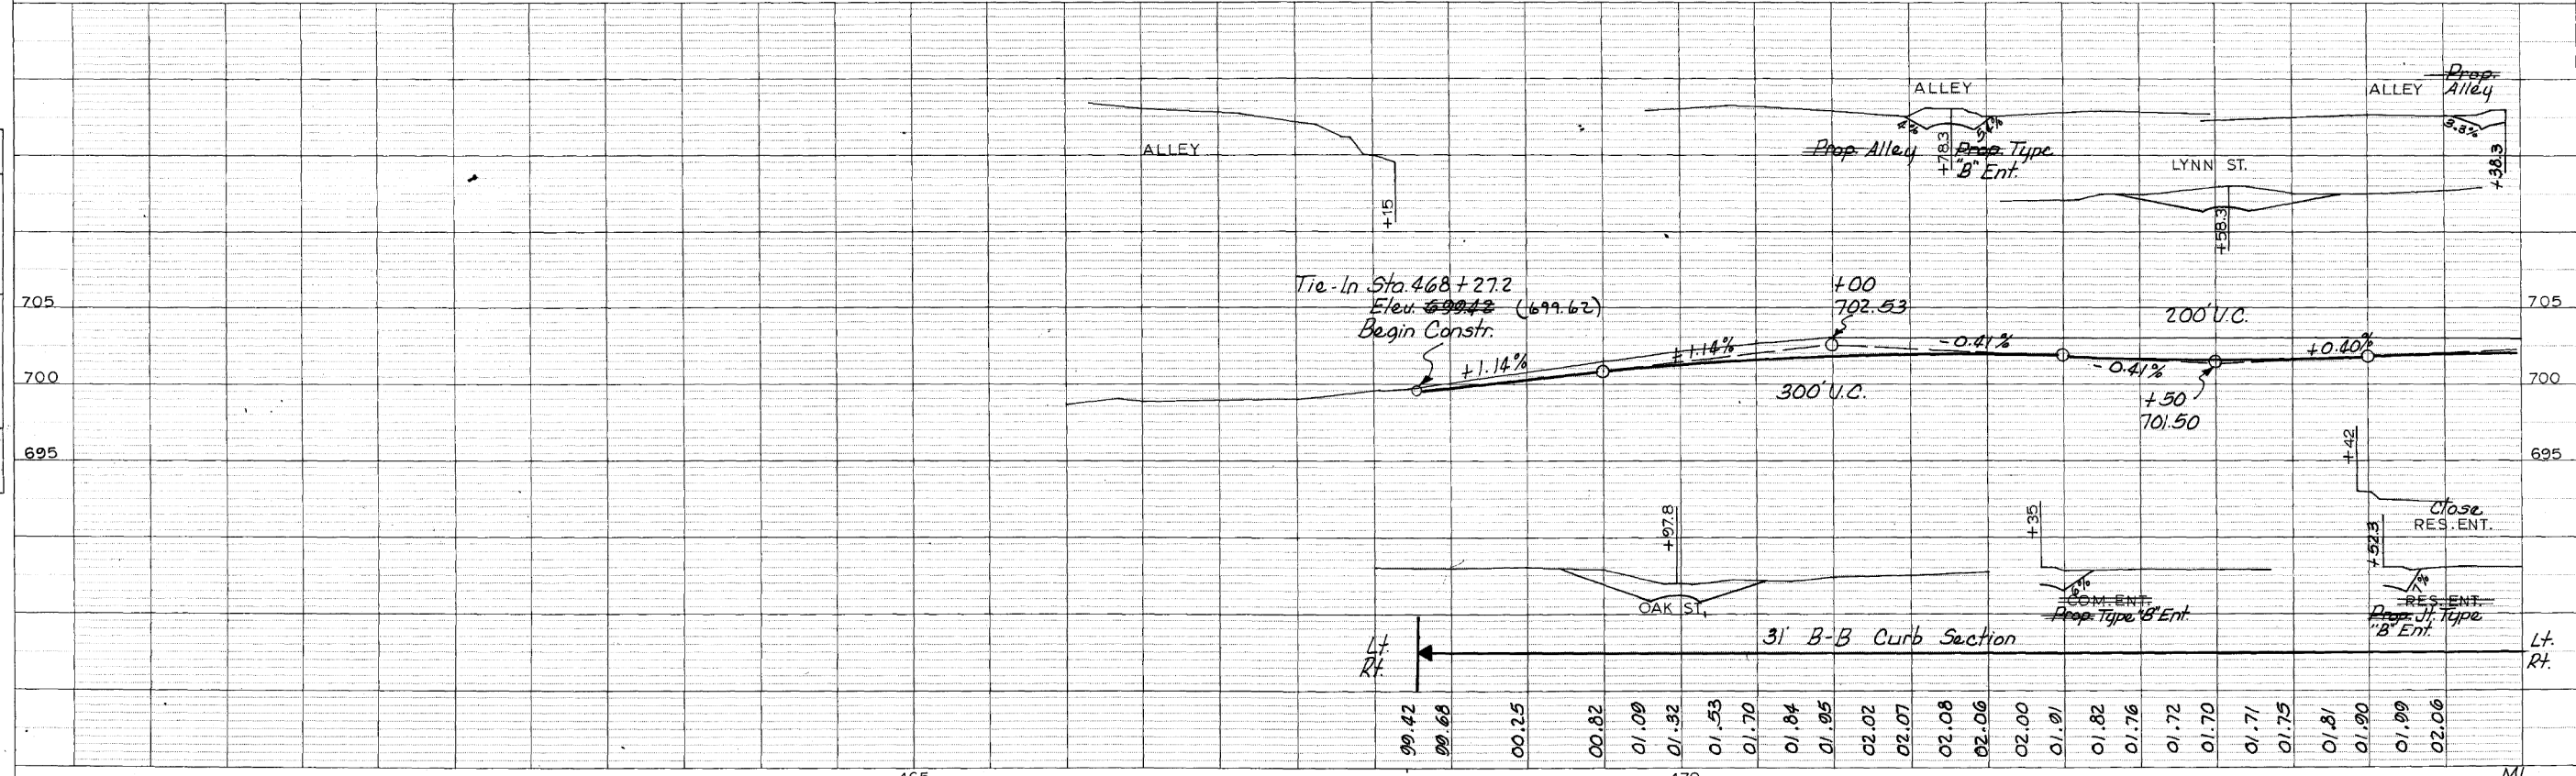 Prop.
Alley
ALLEY
ALLEY
ALLEY
4%
5.1%
3.3%
Prop. Alley
+78.3
Prop. Type
"B" Ent.
+15
LYNN ST.
+38.3
+58.3
Tie-In Sta. 468 + 27.2
Elev. 699.42 (699.62)
Begin Constr.
+00
702.53
200' V.C.
705
705
+1.14%
+1.14%
-0.41%
+0.40%
-0.41%
700
700
300' V.C.
+50
701.50
695
695
+42
+97.8
+35
+52.3
Close
RES. ENT.
6%
7%
OAK ST.
COM. ENT.
Prop. Type "B" Ent.
RES. ENT.
Prop. Jt. Type
"B" Ent.
31' B-B Curb Section
Lt.
Rt.
Lt.
Rt.
99.42
99.68
00.25
00.82
01.09
01.32
01.53
01.70
01.84
01.95
02.02
02.07
02.08
02.06
02.00
01.91
01.82
01.76
01.72
01.70
01.71
01.75
01.81
01.90
01.99
02.06